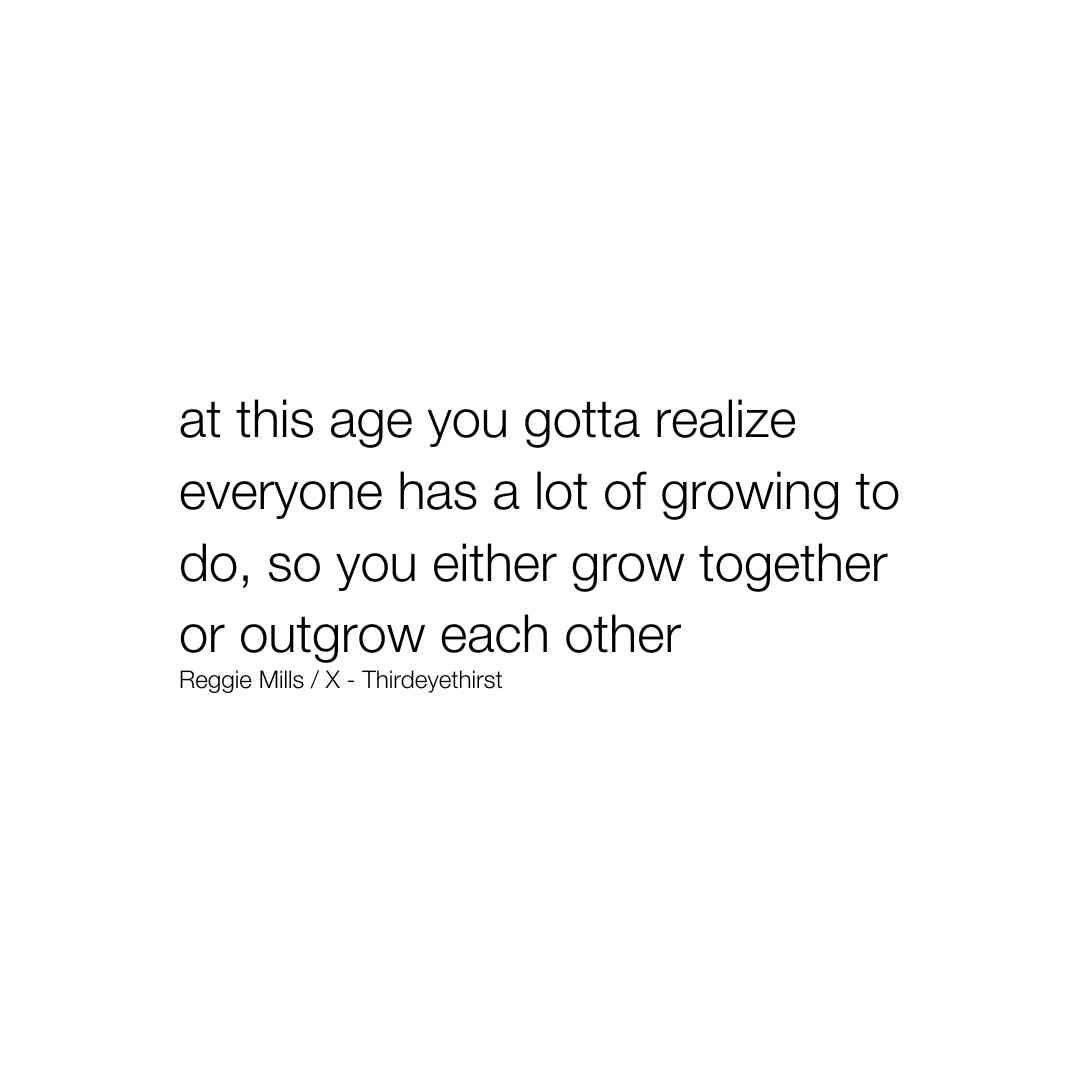 at this age you gotta realize
everyone has a lot of growing to
do, so you either grow together
or outgrow each other
Reggie Mills / X - Thirdeyethirst